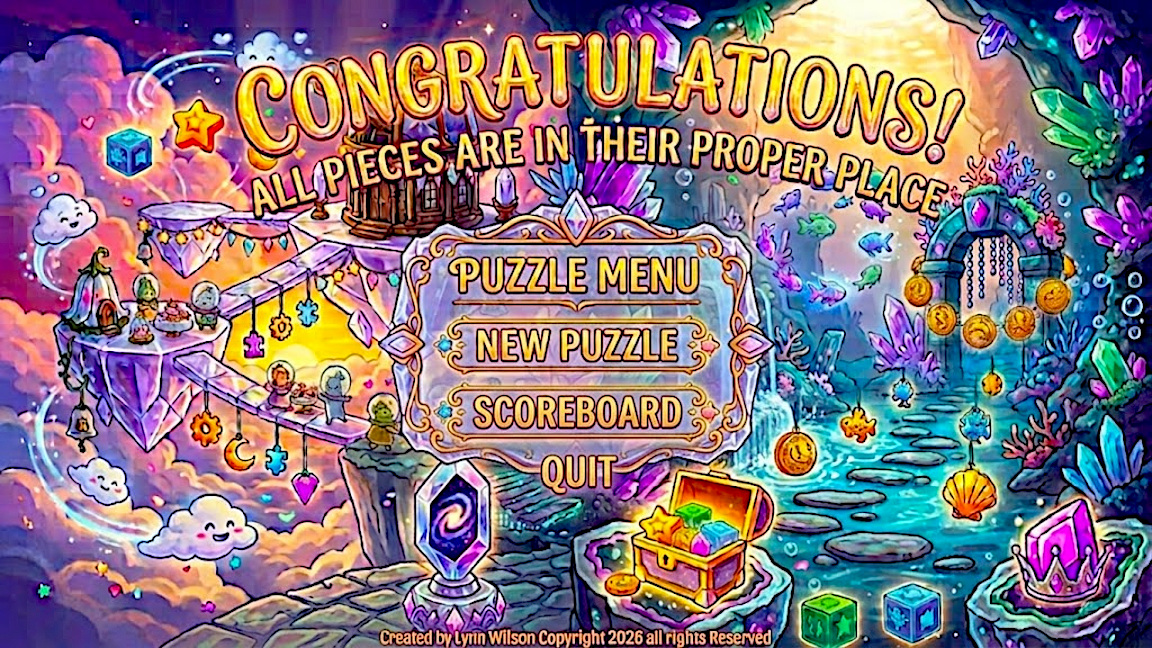 CONGRATULATIONS!
ALL PIECES ARE IN THEIR PROPER PLACE
PUZZLE MENU
NEW PUZZLE
SCOREBOARD
QUIT
Created by Lynn Wilson Copyright 2026 all rights Reserved